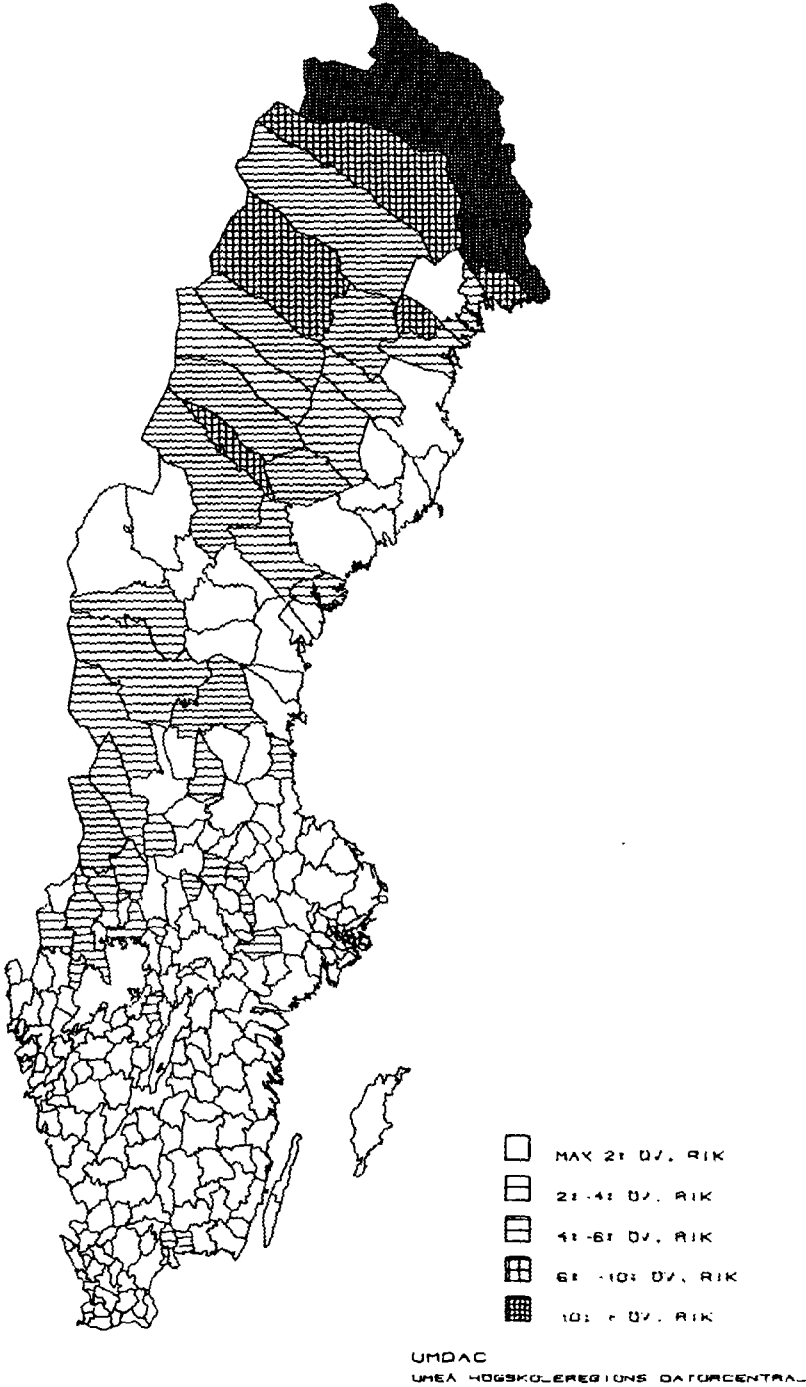 MAX 2% ÖV. RIK
2% -4% ÖV. RIK
4% -6% ÖV. RIK
6% -10% ÖV. RIK
10% ÖV. RIK
UMDAC
UMEA HÖGSKOLEREGIONS DATORCENTRAL